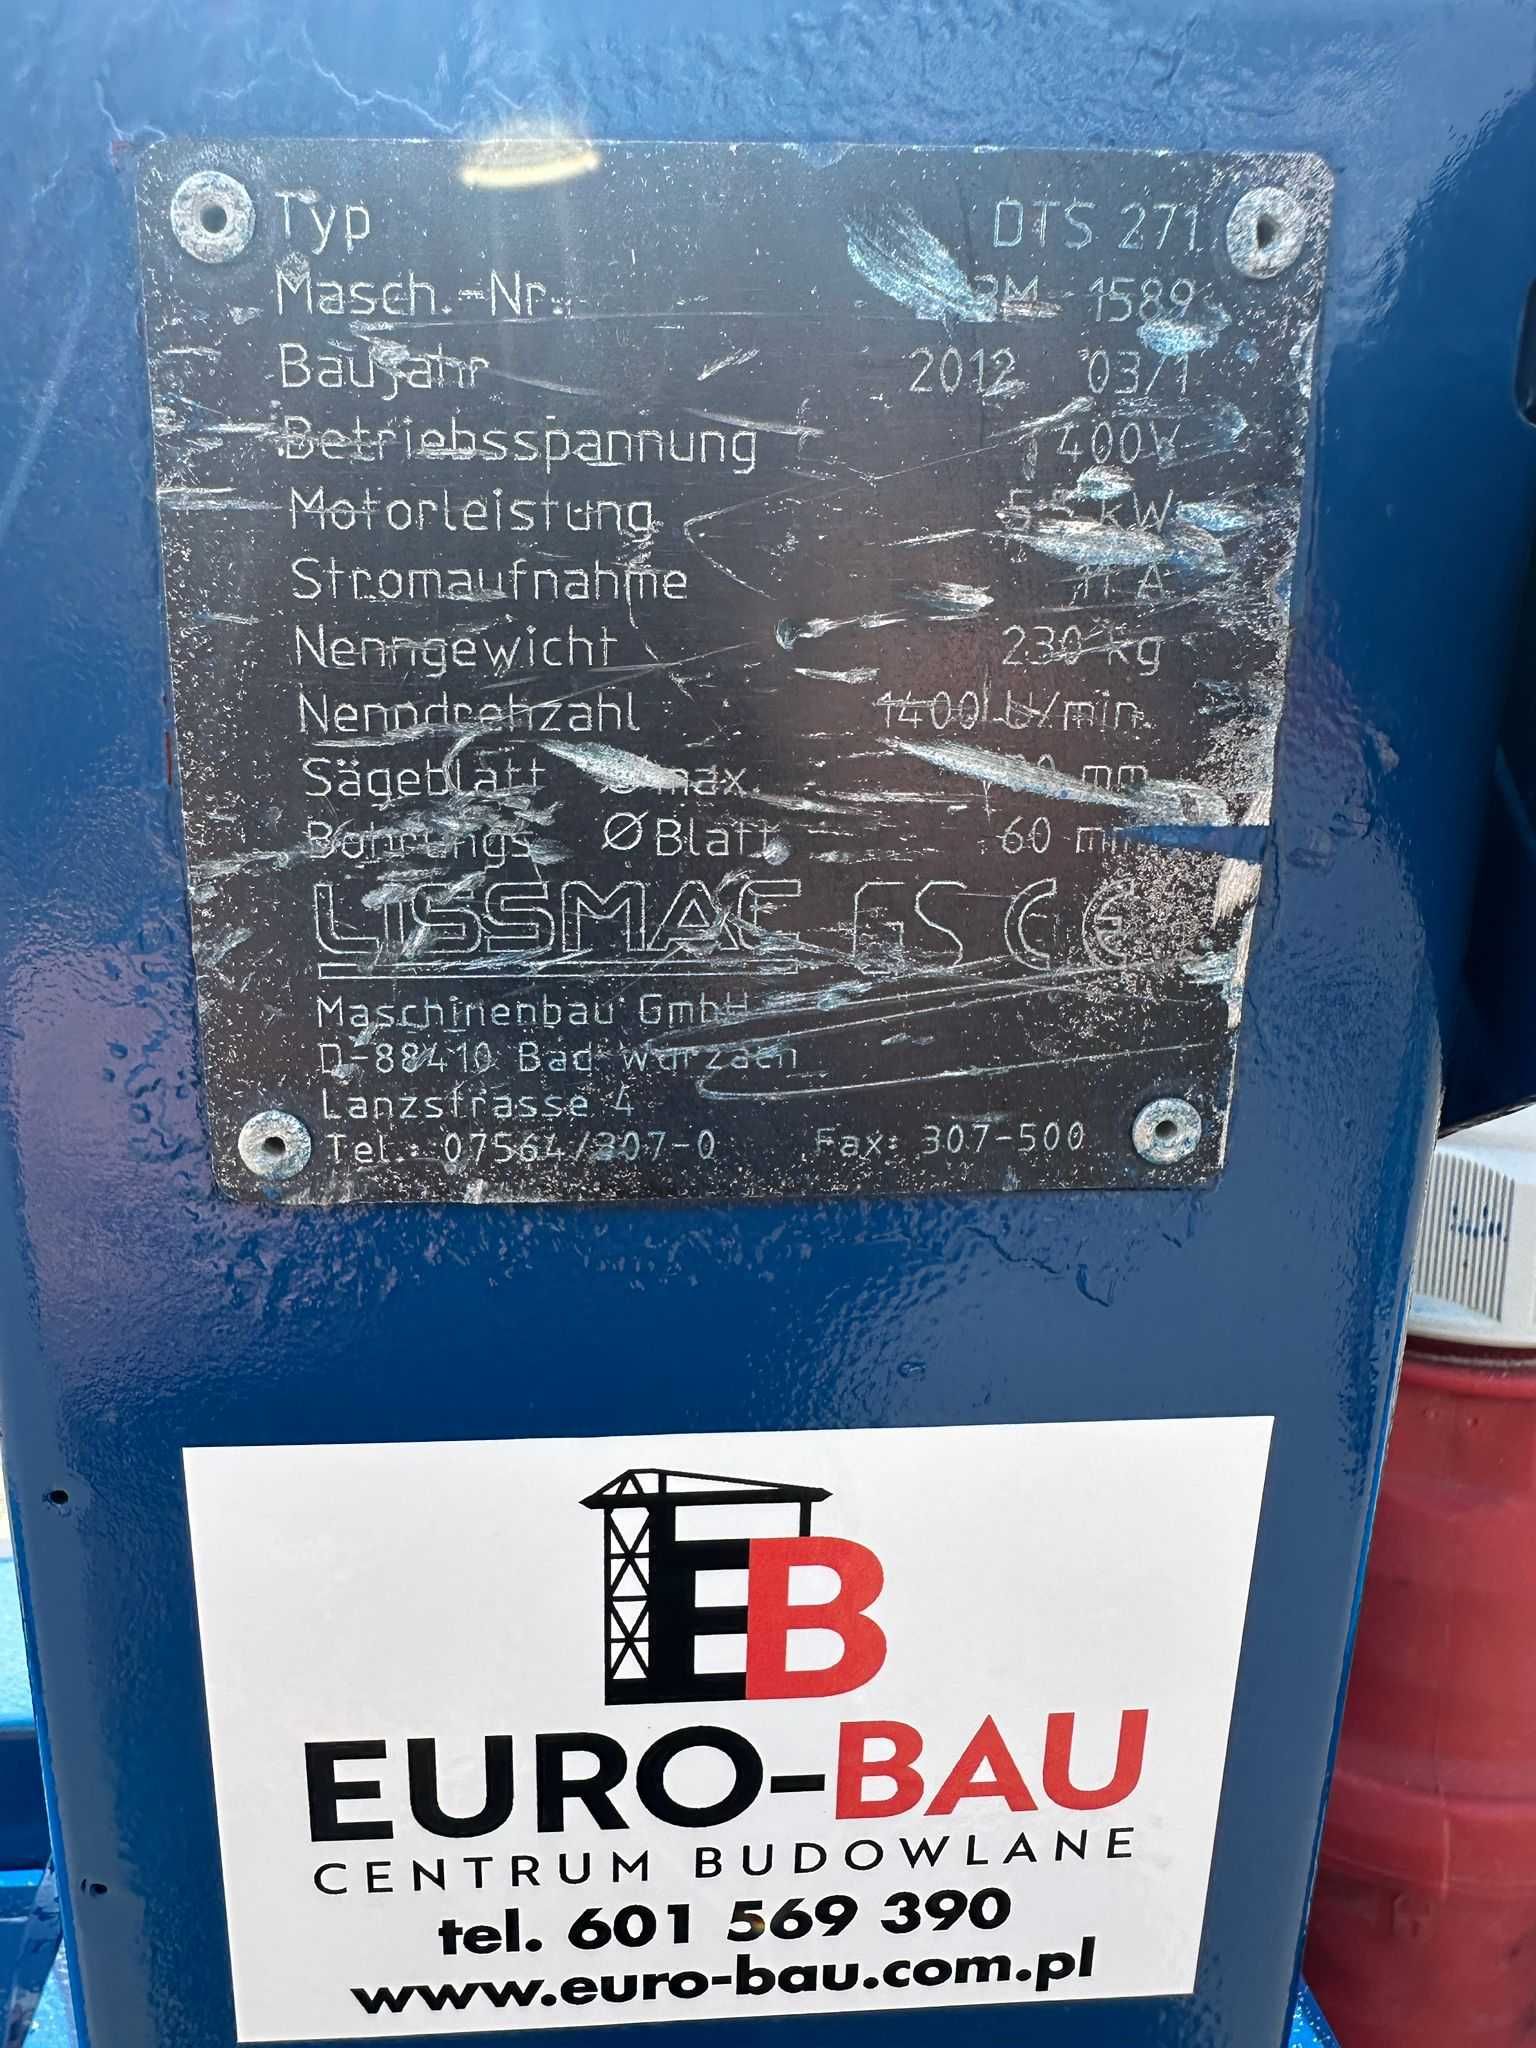 Typ DTS 271
Masch.-Nr. 1589
Baujahr 2012 03/1
Betriebsspannung 400V
Motorleistung kW
Stromaufnahme 11 A
Nenngewicht 230 kg
Nenndrehzahl 1400 U/min.
Sägeblatt Ø max. mm
Bohrungs Ø Blatt 60 mm
LISSMAC GS CE
Maschinenbau GmbH
D-88410 Bad Wurzach
Lanzstrasse 4
Tel.: 07564/307-0 Fax: 307-500
EB
EURO-BAU
CENTRUM BUDOWLANE
tel. 601 569 390
www.euro-bau.com.pl